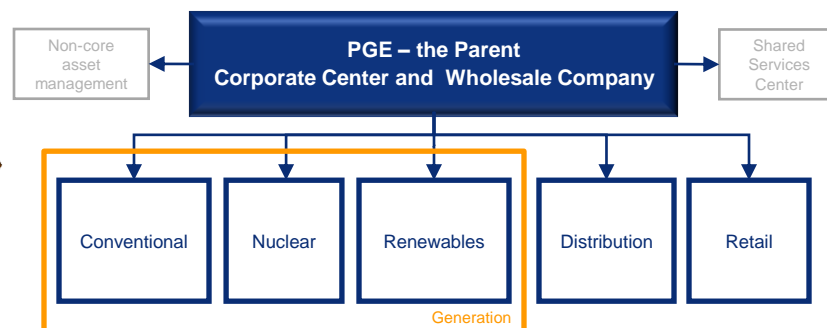 Non-core
asset
management
PGE – the Parent
Corporate Center and Wholesale Company
Shared
Services
Center
Conventional
Nuclear
Renewables
Distribution
Retail
Generation